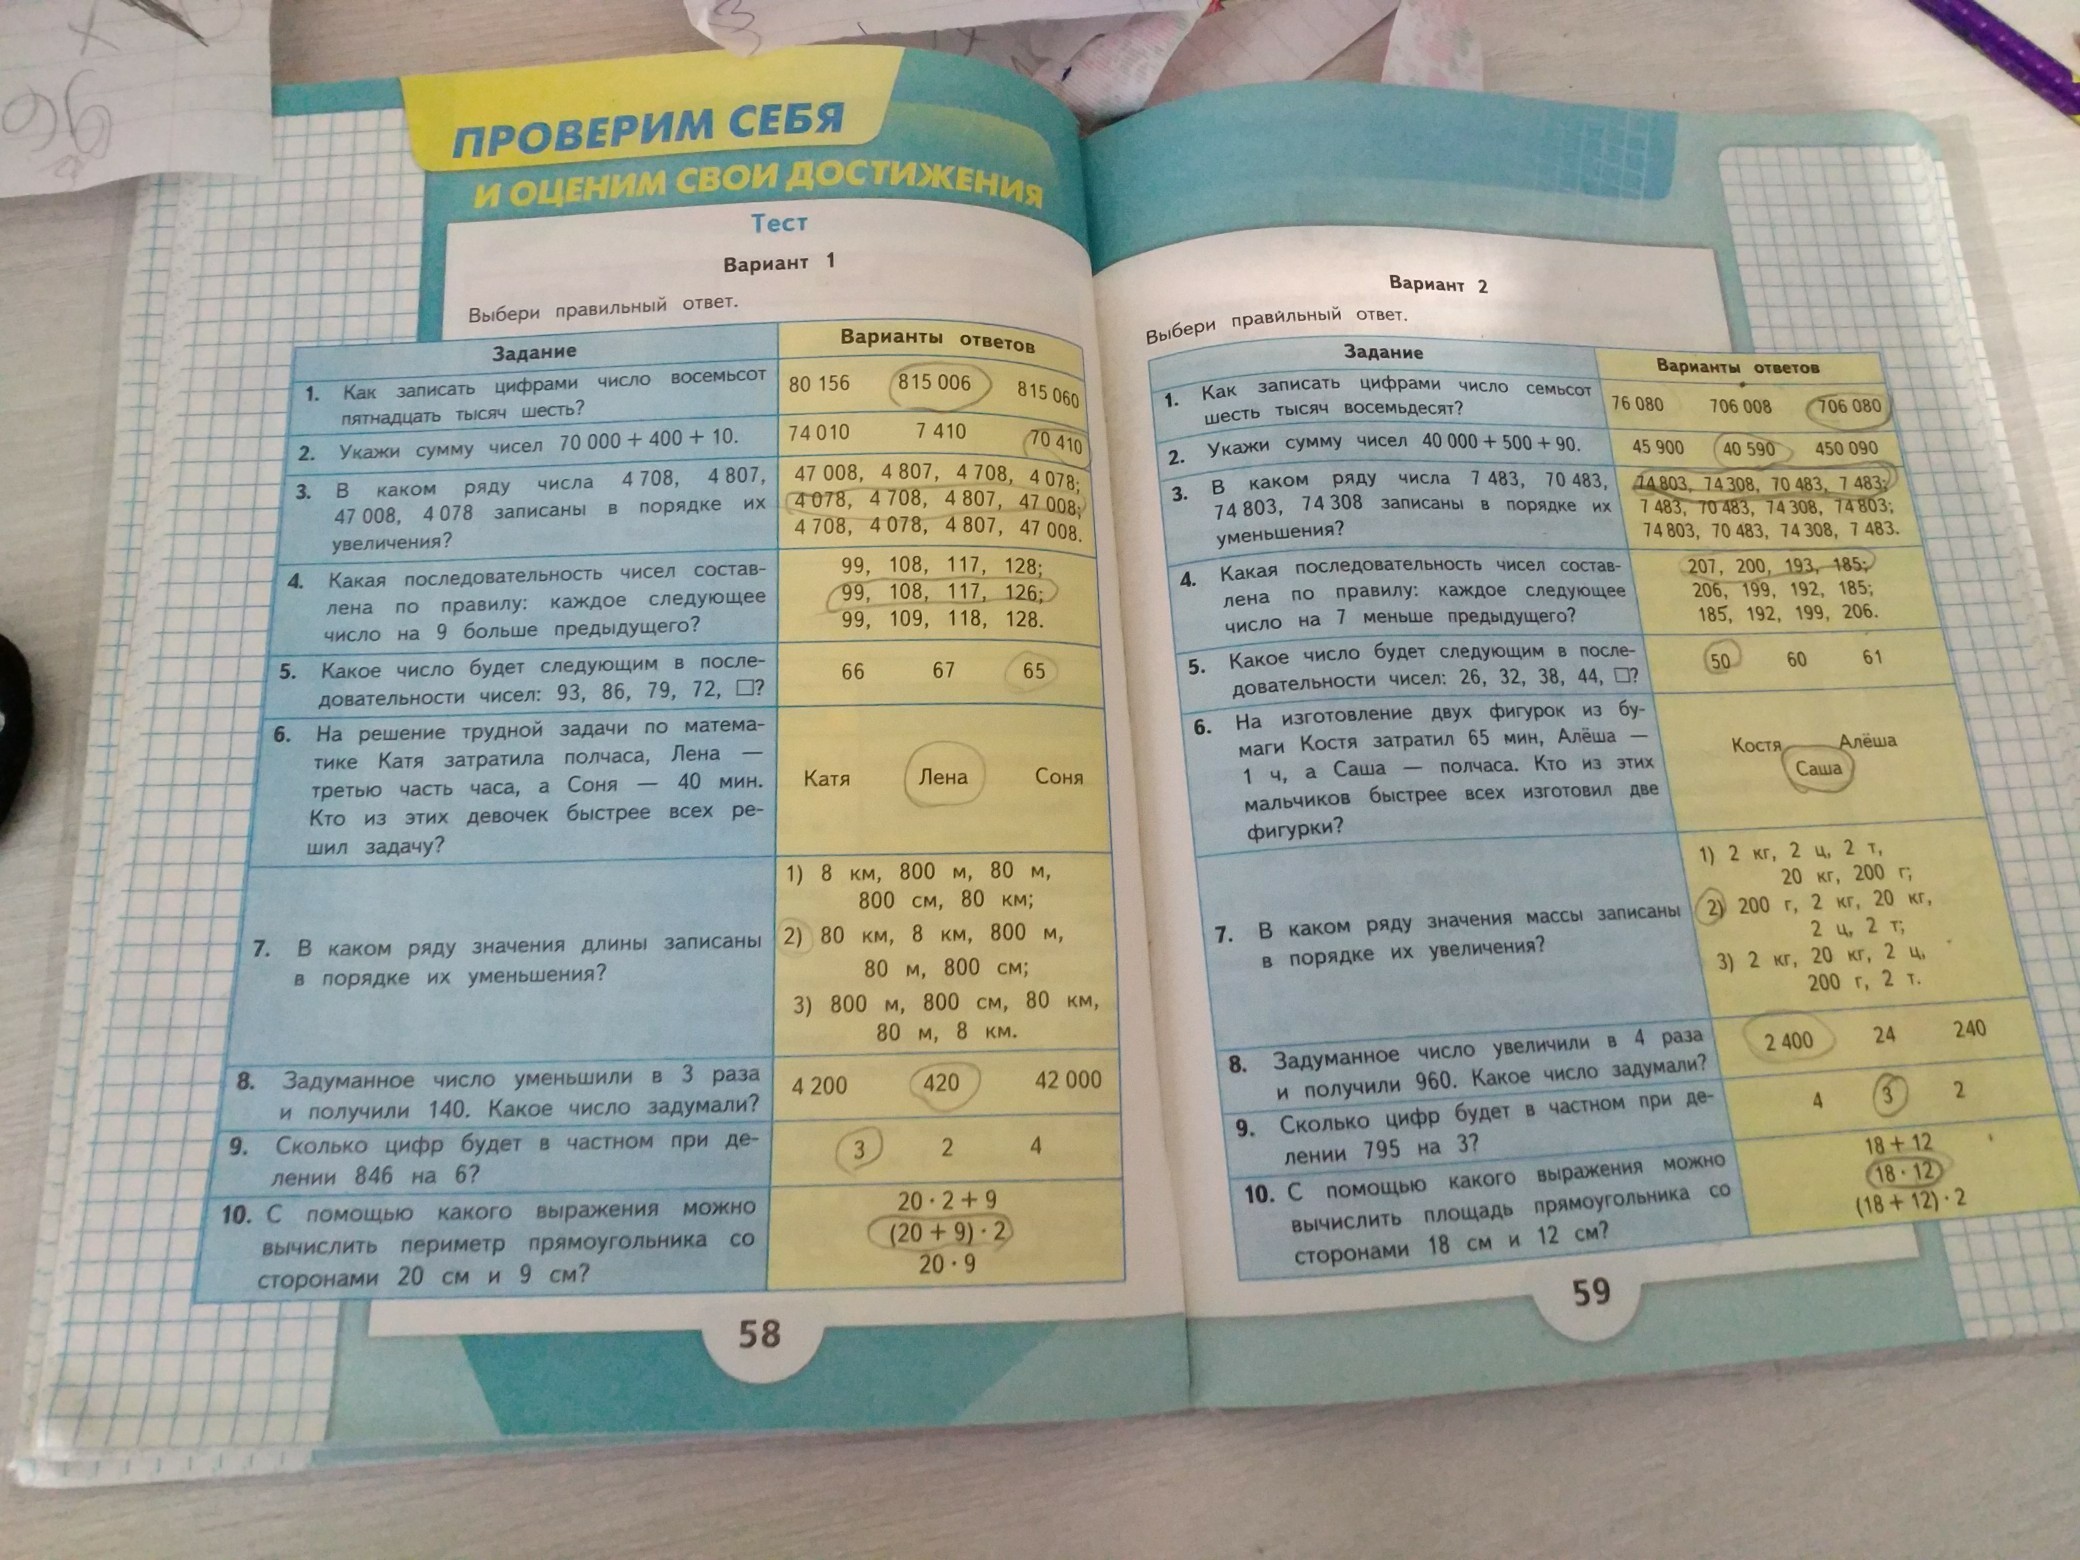 ПРОВЕРИМ СЕБЯ
И ОЦЕНИМ СВОИ ДОСТИЖЕНИЯ
Тест
Вариант 1
Выбери правильный ответ.
Задание
Варианты ответов
1. Как записать цифрами число восемьсот
пятнадцать тысяч шесть?
80 156 815 006 815 060
2. Укажи сумму чисел 70 000 + 400 + 10.
74 010 7 410 70 410
3. В каком ряду числа 4 708, 4 807,
47 008, 4 078 записаны в порядке их
увеличения?
47 008, 4 807, 4 708, 4 078;
4 078, 4 708, 4 807, 47 008;
4 708, 4 078, 4 807, 47 008.
4. Какая последовательность чисел состав-
лена по правилу: каждое следующее
число на 9 больше предыдущего?
99, 108, 117, 128;
99, 108, 117, 126;
99, 109, 118, 128.
5. Какое число будет следующим в после-
довательности чисел: 93, 86, 79, 72, □?
66 67 65
6. На решение трудной задачи по матема-
тике Катя затратила полчаса, Лена —
третью часть часа, а Соня — 40 мин.
Кто из этих девочек быстрее всех ре-
шил задачу?
Катя Лена Соня
7. В каком ряду значения длины записаны
в порядке их уменьшения?
1) 8 км, 800 м, 80 м,
800 см, 80 км;
2) 80 км, 8 км, 800 м,
80 м, 800 см;
3) 800 м, 800 см, 80 км,
80 м, 8 км.
8. Задуманное число уменьшили в 3 раза
и получили 140. Какое число задумали?
4 200 420 42 000
9. Сколько цифр будет в частном при де-
лении 846 на 6?
3 2 4
10. С помощью какого выражения можно
вычислить периметр прямоугольника со
сторонами 20 см и 9 см?
20 · 2 + 9
(20 + 9) · 2
20 · 9
58
Вариант 2
Выбери правильный ответ.
Задание
Варианты ответов
1. Как записать цифрами число семьсот
шесть тысяч восемьдесят?
76 080 706 008 706 080
2. Укажи сумму чисел 40 000 + 500 + 90.
45 900 40 590 450 090
3. В каком ряду числа 7 483, 70 483,
74 803, 74 308 записаны в порядке их
уменьшения?
74 803, 74 308, 70 483, 7 483;
7 483, 70 483, 74 308, 74 803;
74 803, 70 483, 74 308, 7 483.
4. Какая последовательность чисел состав-
лена по правилу: каждое следующее
число на 7 меньше предыдущего?
207, 200, 193, 185;
206, 199, 192, 185;
185, 192, 199, 206.
5. Какое число будет следующим в после-
довательности чисел: 26, 32, 38, 44, □?
50 60 61
6. На изготовление двух фигурок из бу-
маги Костя затратил 65 мин, Алёша —
1 ч, а Саша — полчаса. Кто из этих
мальчиков быстрее всех изготовил две
фигурки?
Костя Алёша
Саша
7. В каком ряду значения массы записаны
в порядке их увеличения?
1) 2 кг, 2 ц, 2 т,
20 кг, 200 г;
2) 200 г, 2 кг, 20 кг,
2 ц, 2 т;
3) 2 кг, 20 кг, 2 ц,
200 г, 2 т.
8. Задуманное число увеличили в 4 раза
и получили 960. Какое число задумали?
2 400 24 240
9. Сколько цифр будет в частном при де-
лении 795 на 3?
4 3 2
10. С помощью какого выражения можно
вычислить площадь прямоугольника со
сторонами 18 см и 12 см?
18 + 12
18 · 12
(18 + 12) · 2
59